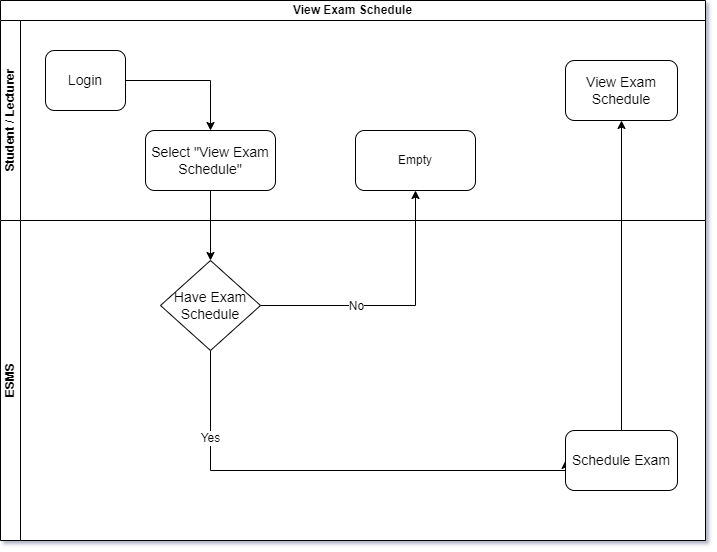 View Exam Schedule
Student / Lecturer
Login
Select "View Exam
Schedule"
Empty
View Exam
Schedule
ESMS
Have Exam
Schedule
No
Yes
Schedule Exam